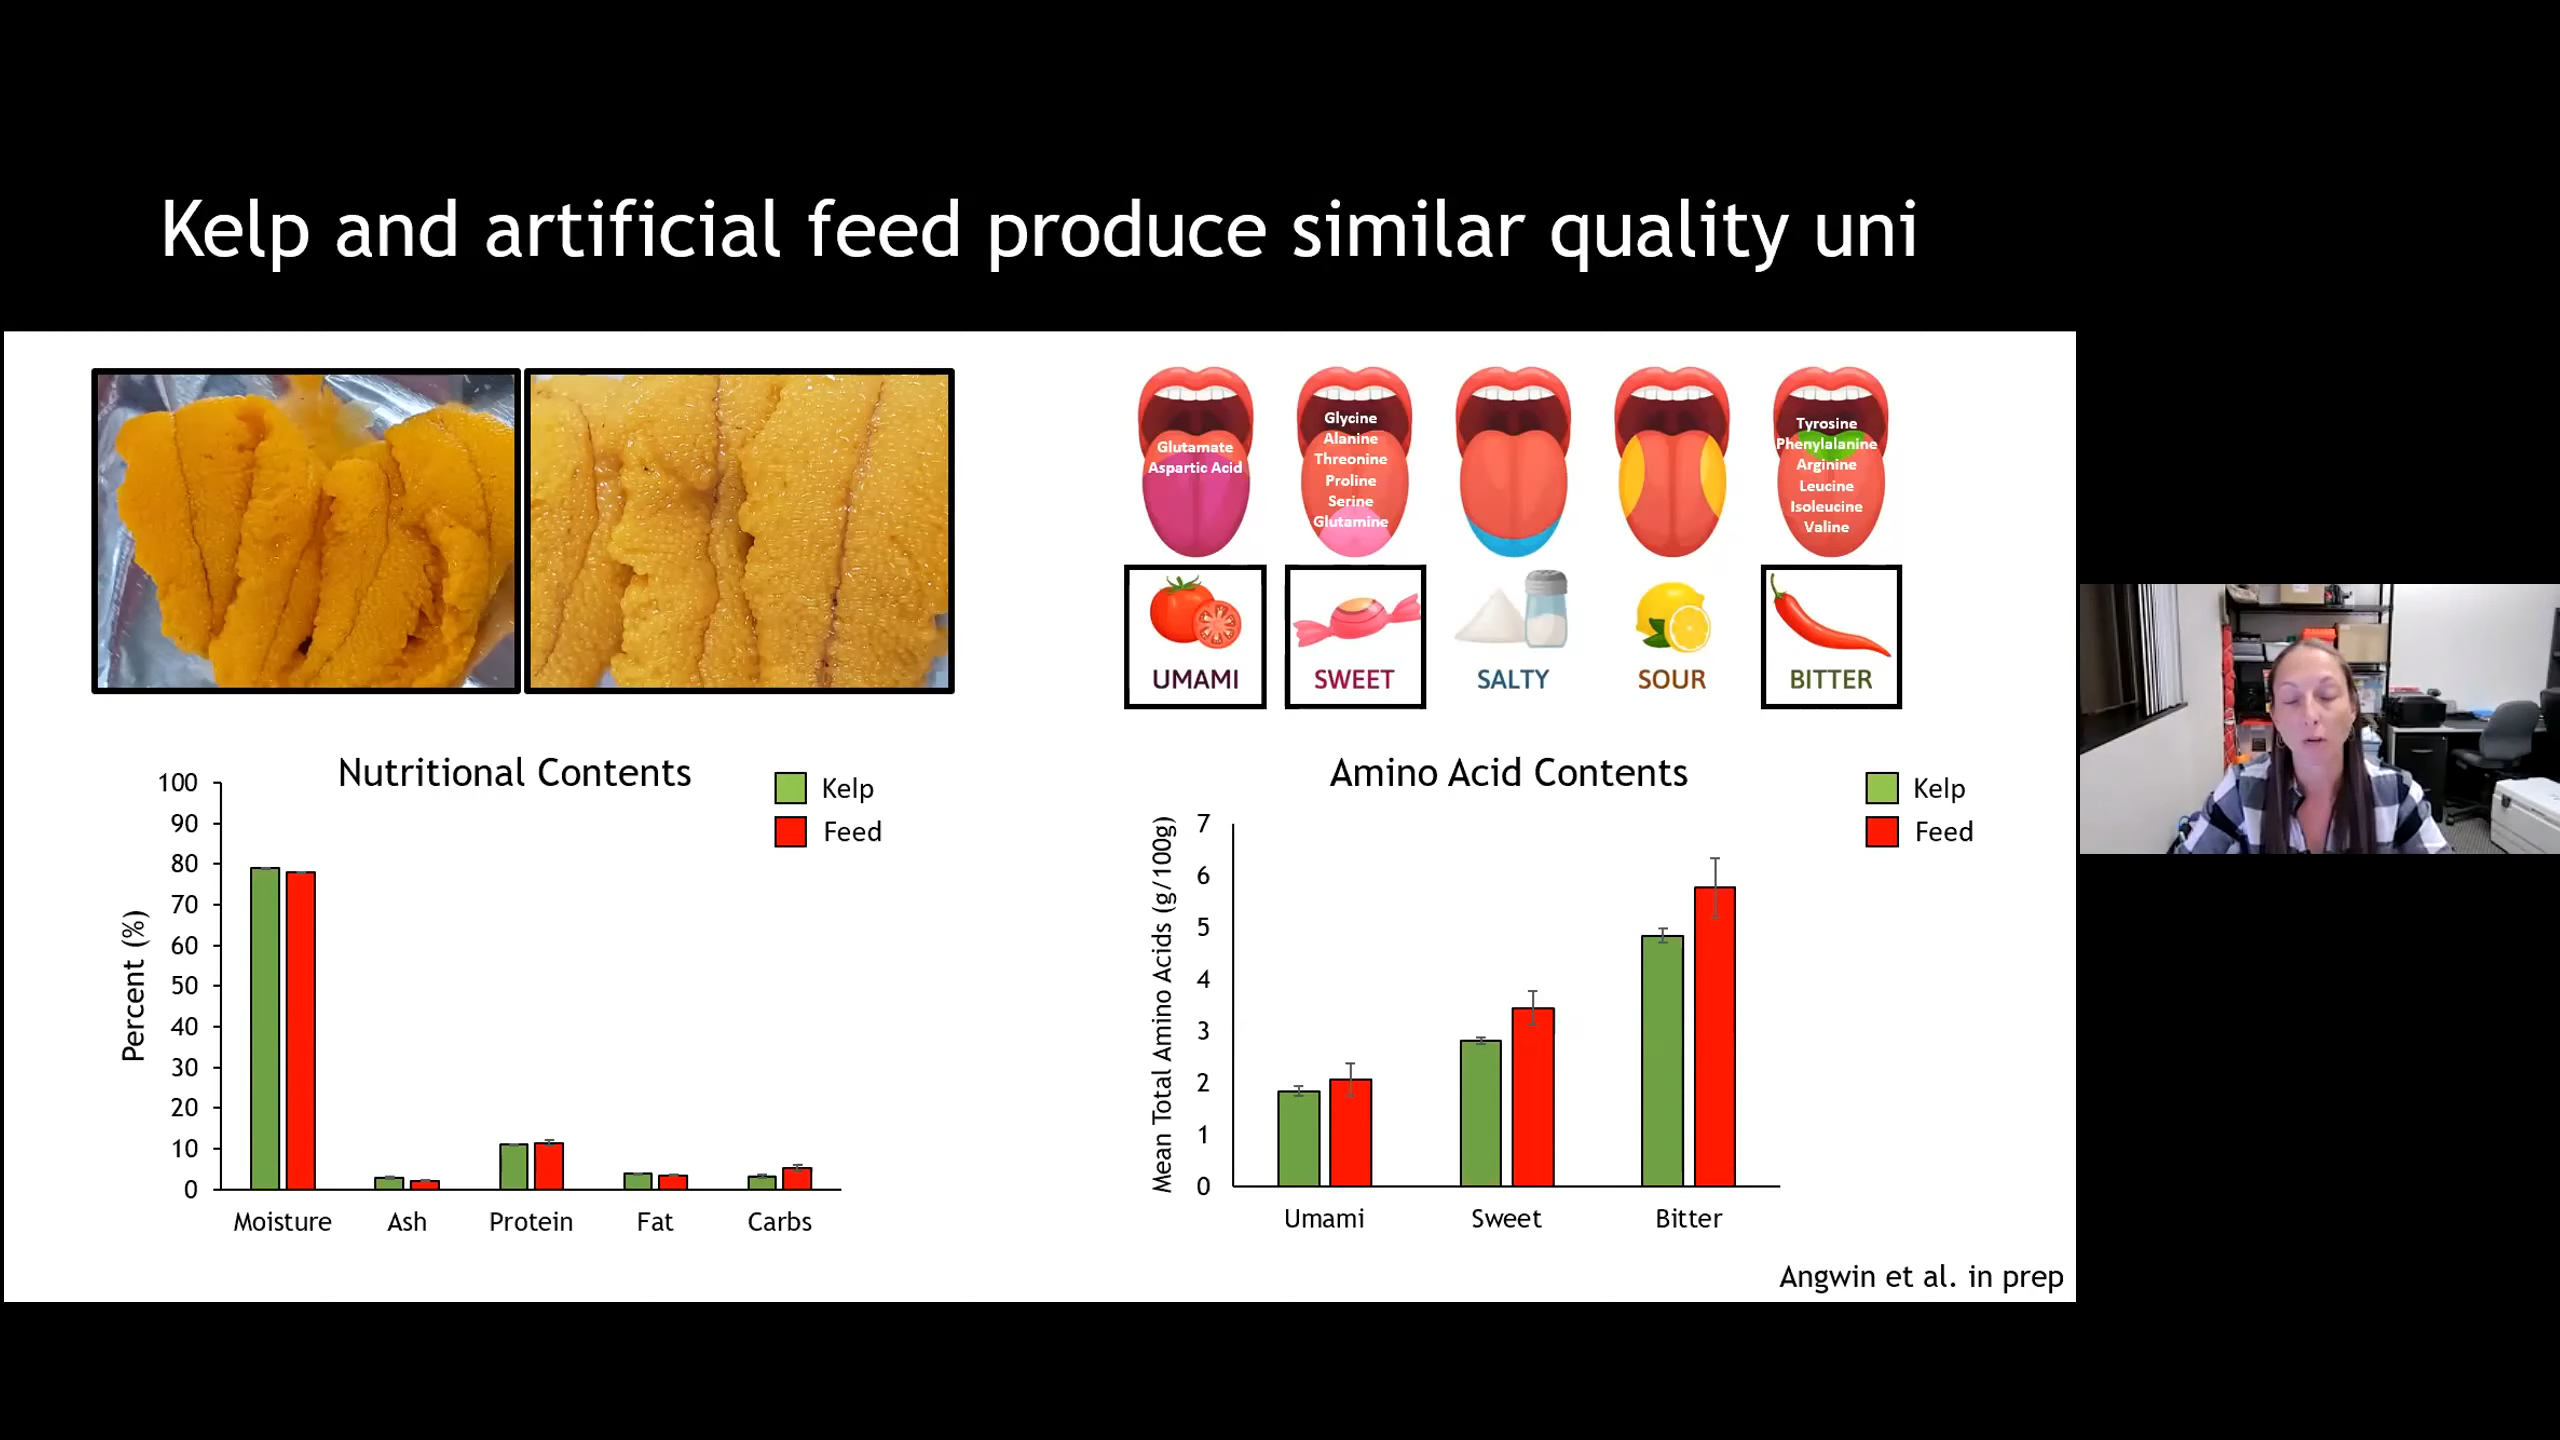 Kelp and artificial feed produce similar quality uni
Glutamate
Aspartic Acid
Glycine
Alanine
Threonine
Proline
Serine
Glutamine
Tyrosine
Phenylalanine
Arginine
Leucine
Isoleucine
Valine
UMAMI
SWEET
SALTY
SOUR
BITTER
Nutritional Contents
Kelp
Feed
Percent (%)
100
90
80
70
60
50
40
30
20
10
0
Moisture
Ash
Protein
Fat
Carbs
Amino Acid Contents
Kelp
Feed
Mean Total Amino Acids (g/100g)
7
6
5
4
3
2
1
0
Umami
Sweet
Bitter
Angwin et al. in prep